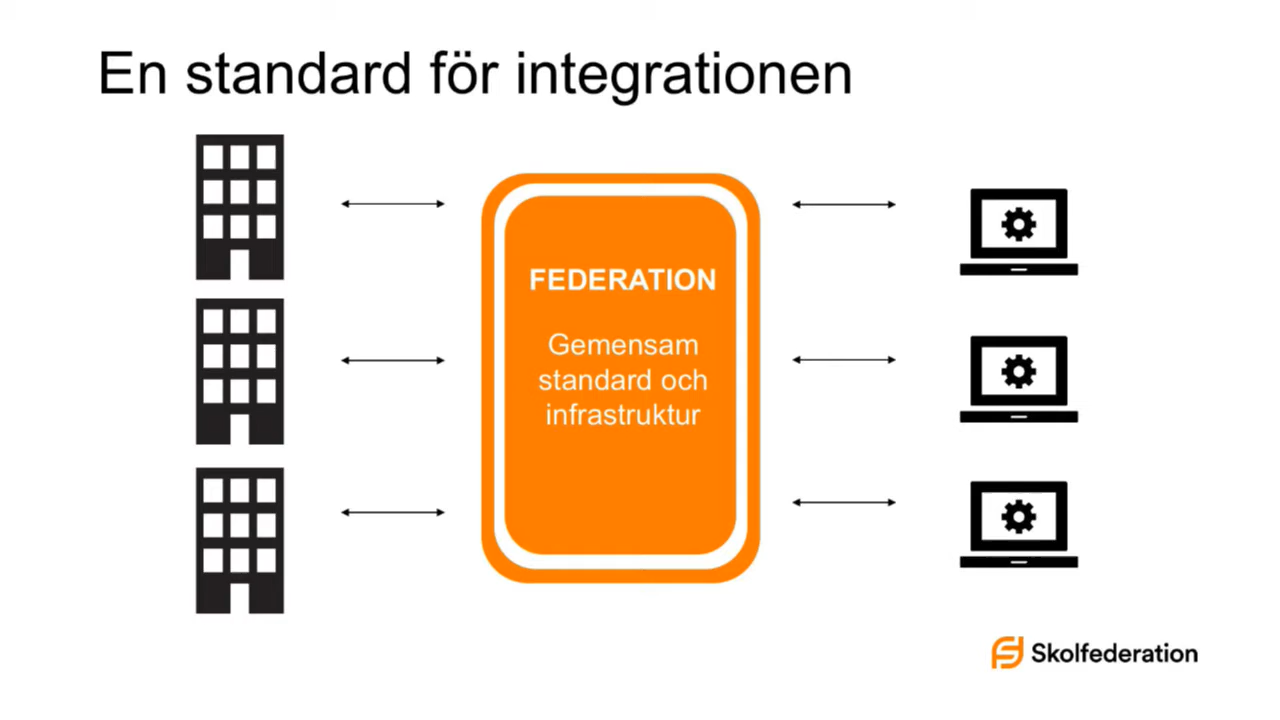 En standard för integrationen
FEDERATION
Gemensam
standard och
infrastruktur
Skolfederation